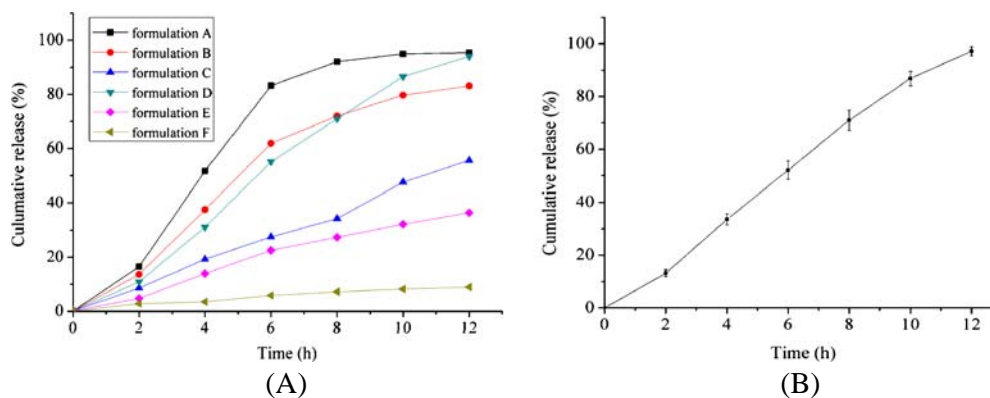 Culumative release (%)
100
80
60
40
20
0
formulation A
formulation B
formulation C
formulation D
formulation E
formulation F
0 2 4 6 8 10 12
Time (h)
(A)
Cumulative release (%)
100
80
60
40
20
0
0 2 4 6 8 10 12
Time (h)
(B)